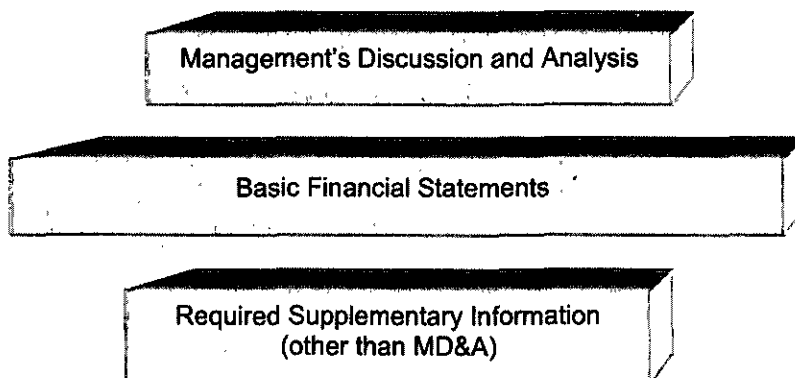 Management's Discussion and Analysis
Basic Financial Statements
Required Supplementary Information
(other than MD&A)